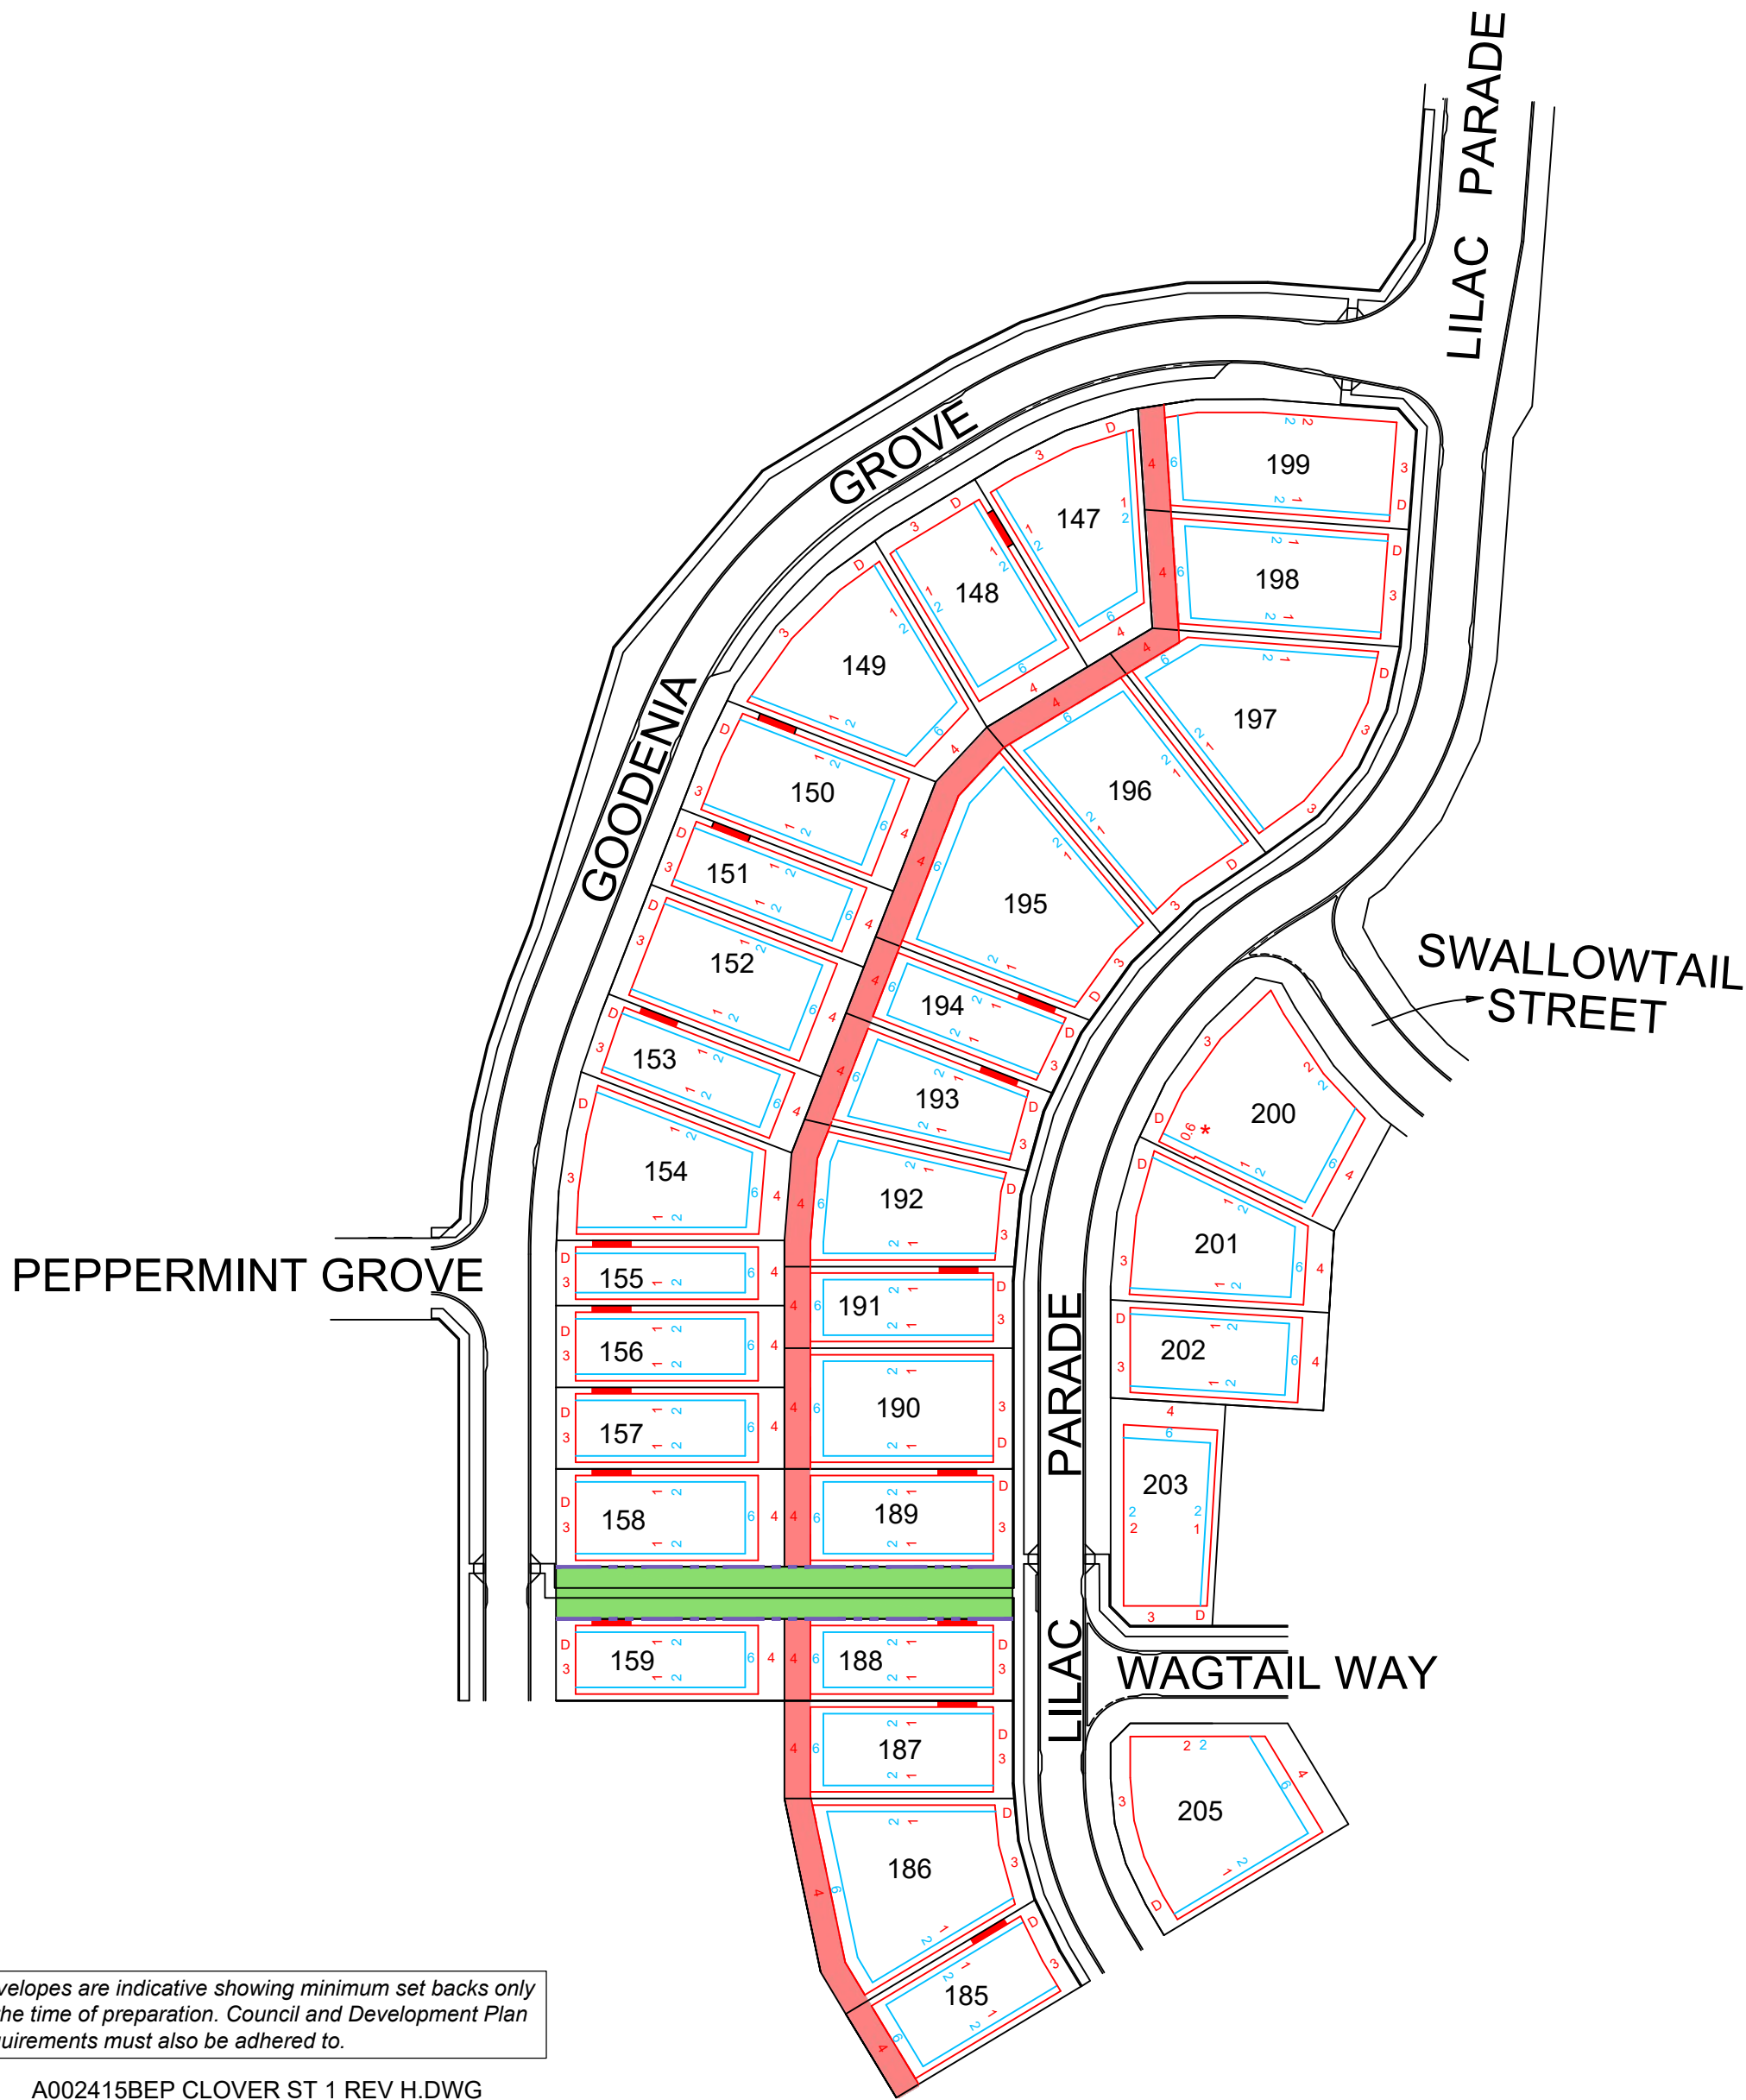 LILAC PARADE
GROVE
GOODENIA
SWALLOWTAIL
STREET
PEPPERMINT GROVE
LILAC PARADE
WAGTAIL WAY
199
147
198
148
149
197
150
196
151
195
152
194
153
193
200
154
192
201
155
191
156
202
190
157
203
158
189
159
188
187
205
186
185
0.6 *
velopes are indicative showing minimum set backs only
the time of preparation. Council and Development Plan
uirements must also be adhered to.
A002415BEP CLOVER ST 1 REV H.DWG